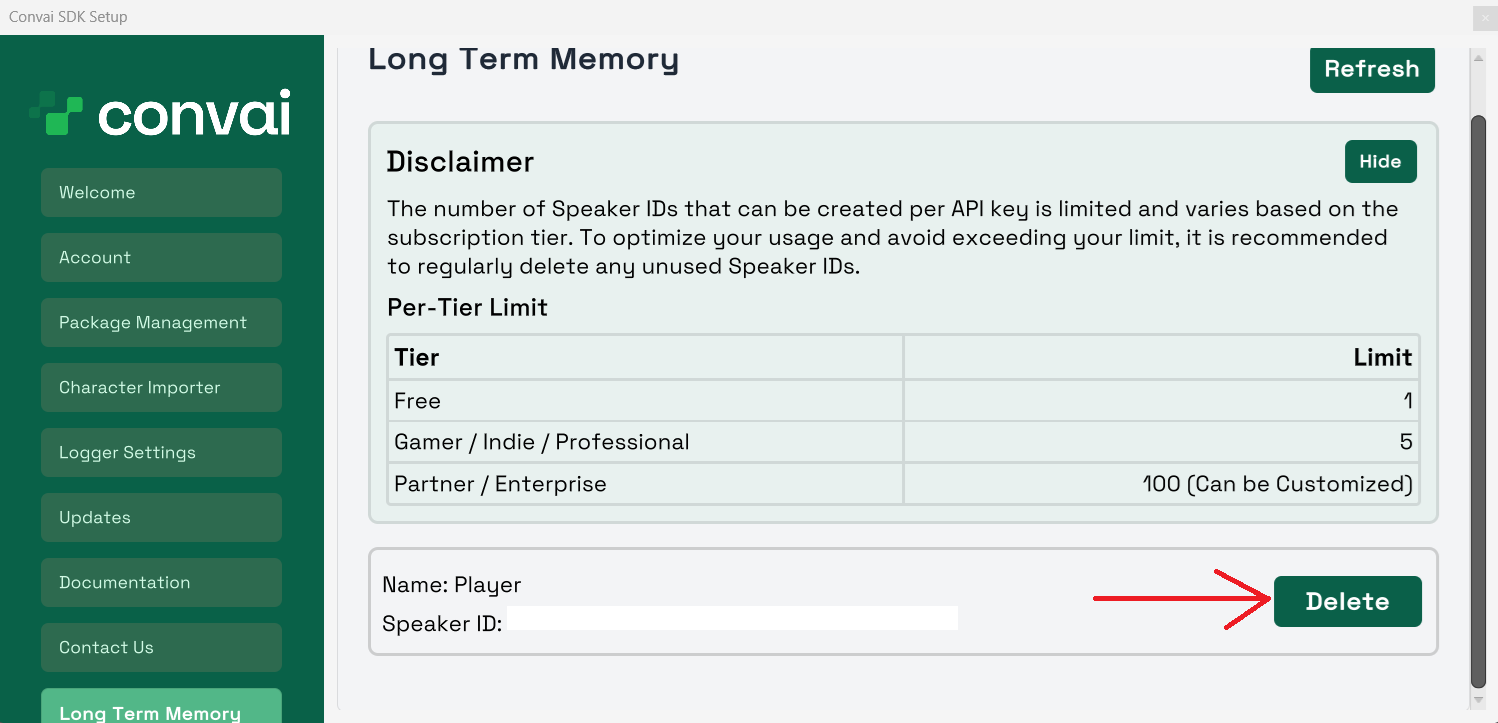 Convai SDK Setup
convai
Welcome
Account
Package Management
Character Importer
Logger Settings
Updates
Documentation
Contact Us
Long Term Memory
Long Term Memory
Refresh
Disclaimer
Hide
The number of Speaker IDs that can be created per API key is limited and varies based on the
subscription tier. To optimize your usage and avoid exceeding your limit, it is recommended
to regularly delete any unused Speaker IDs.
Per-Tier Limit
Tier Limit
Free 1
Gamer / Indie / Professional 5
Partner / Enterprise 100 (Can be Customized)
Name: Player
Speaker ID:
Delete